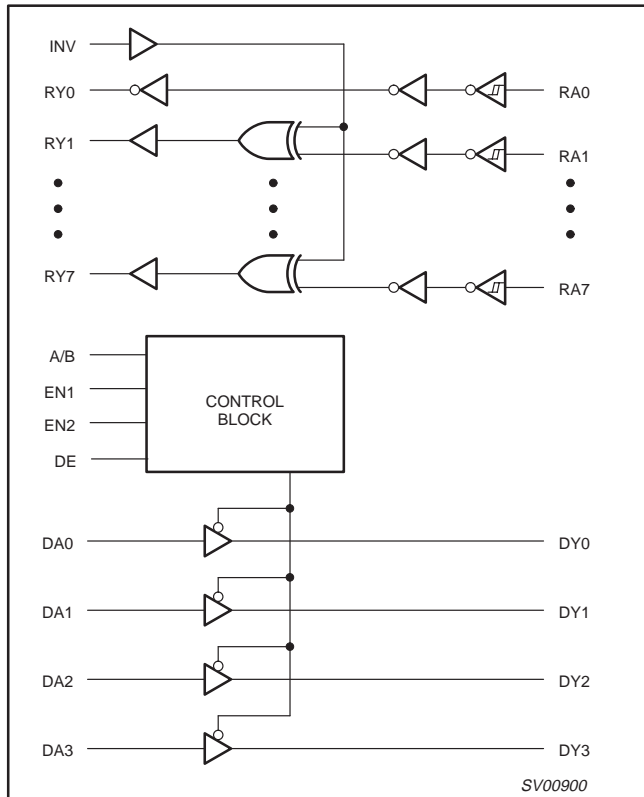 INV
RY0 RA0
RY1 RA1
RY7 RA7
A/B
EN1
CONTROL
BLOCK
EN2
DE
DA0 DY0
DA1 DY1
DA2 DY2
DA3 DY3
SV00900